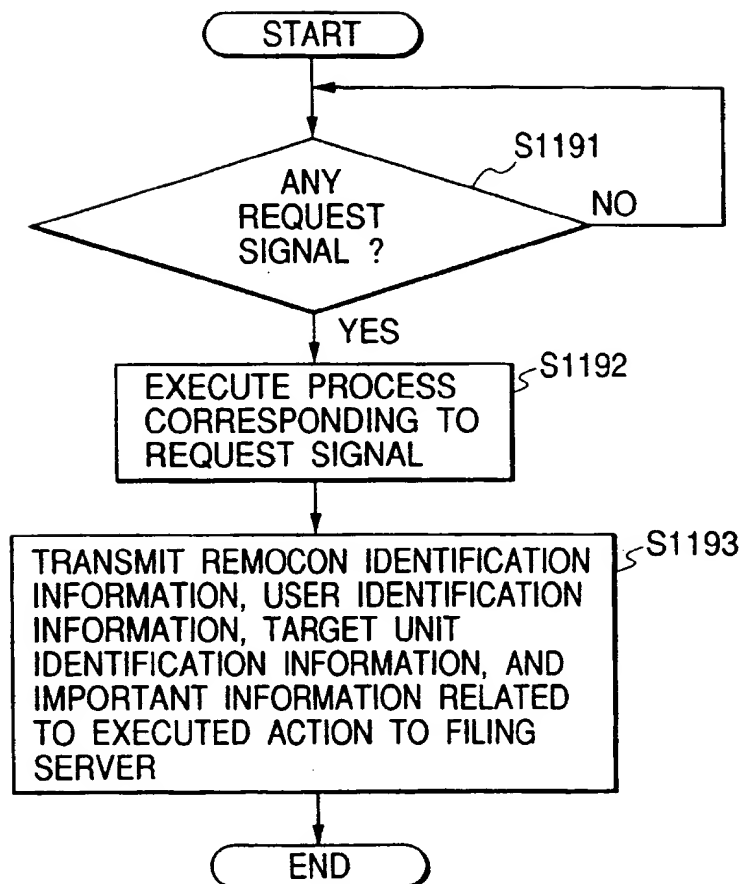 START
S1191
ANY
REQUEST
SIGNAL ?
NO
YES
S1192
EXECUTE PROCESS
CORRESPONDING TO
REQUEST SIGNAL
S1193
TRANSMIT REMOCON IDENTIFICATION
INFORMATION, USER IDENTIFICATION
INFORMATION, TARGET UNIT
IDENTIFICATION INFORMATION, AND
IMPORTANT INFORMATION RELATED
TO EXECUTED ACTION TO FILING
SERVER
END